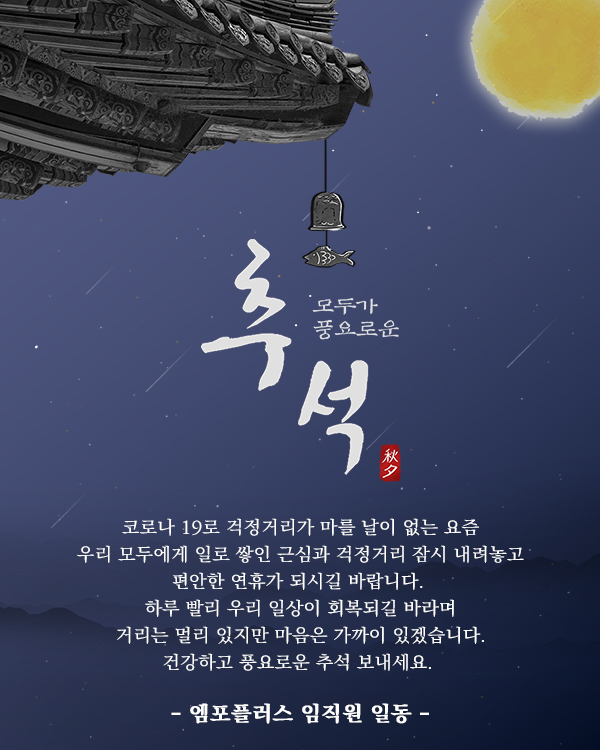 추석
모두가
풍요로운
秋夕
코로나 19로 걱정거리가 마를 날이 없는 요즘
우리 모두에게 일로 쌓인 근심과 걱정거리 잠시 내려놓고
편안한 연휴가 되시길 바랍니다.
하루 빨리 우리 일상이 회복되길 바라며
거리는 멀리 있지만 마음은 가까이 있겠습니다.
건강하고 풍요로운 추석 보내세요.
- 엠포플러스 임직원 일동 -